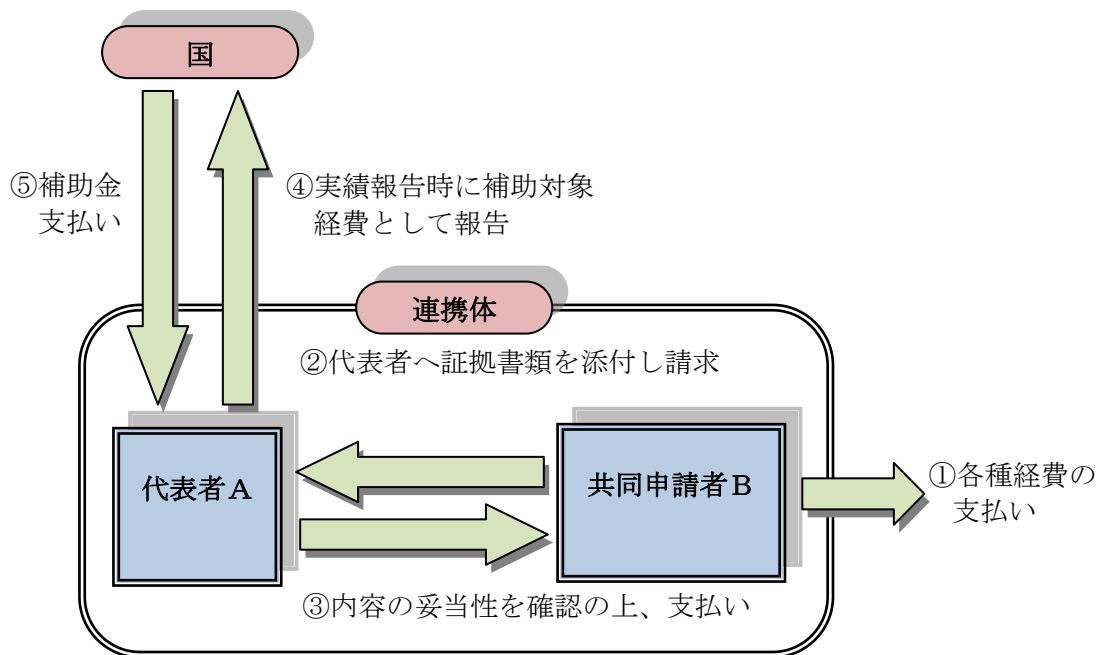 国
⑤補助金
支払い
④実績報告時に補助対象
経費として報告
連携体
②代表者へ証拠書類を添付し請求
代表者A
共同申請者B
①各種経費の
支払い
③内容の妥当性を確認の上、支払い